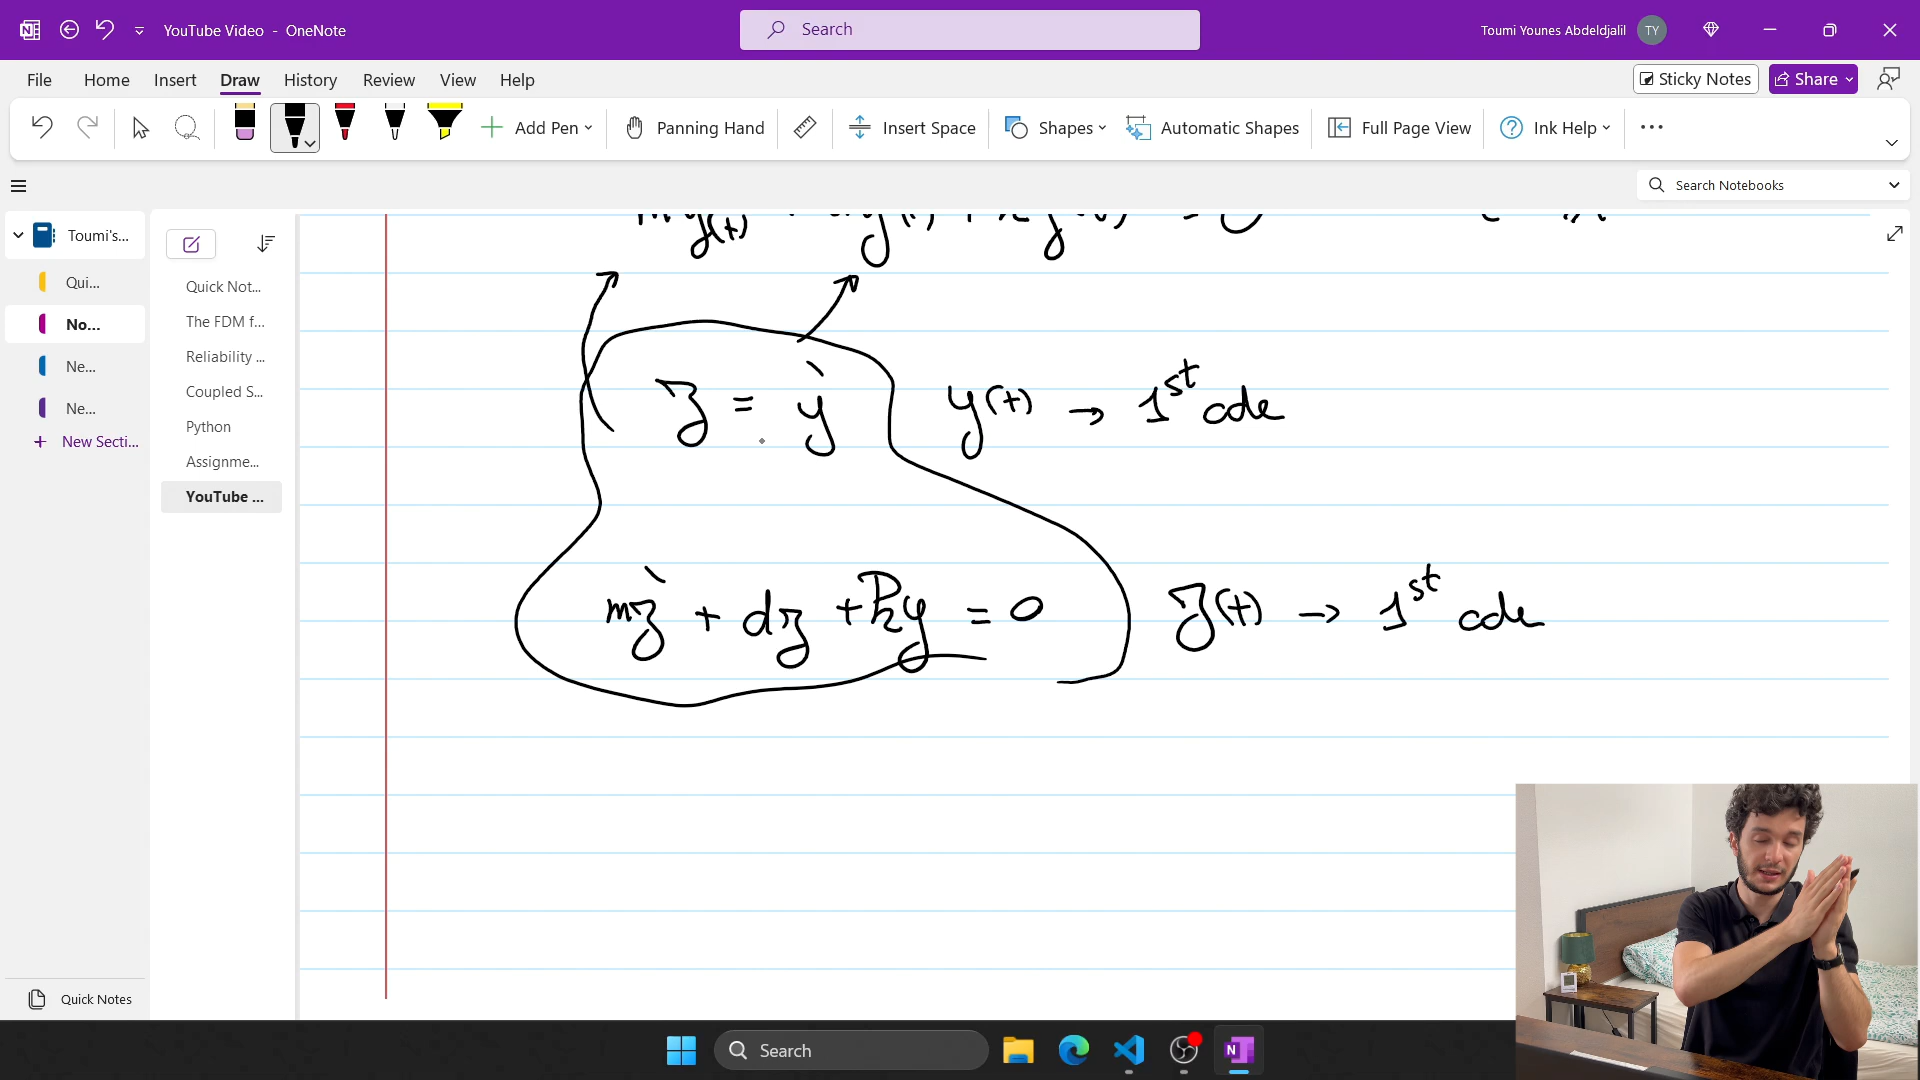 YouTube Video - OneNote
Search
Toumi Younes Abdeldjalil
TY
File Home Insert Draw History Review View Help
Sticky Notes
Share
Add Pen
Panning Hand
Insert Space
Shapes
Automatic Shapes
Full Page View
Ink Help
Search Notebooks
Toumi's...
Qui...
No...
Ne...
Ne...
New Secti...
Quick Not...
The FDM f...
Reliability ...
Coupled S...
Python
Assignme...
YouTube ...
z = ẏ y(t) → 1st ode
mż + dz + ky = 0 z(t) → 1st ode
Quick Notes
Search